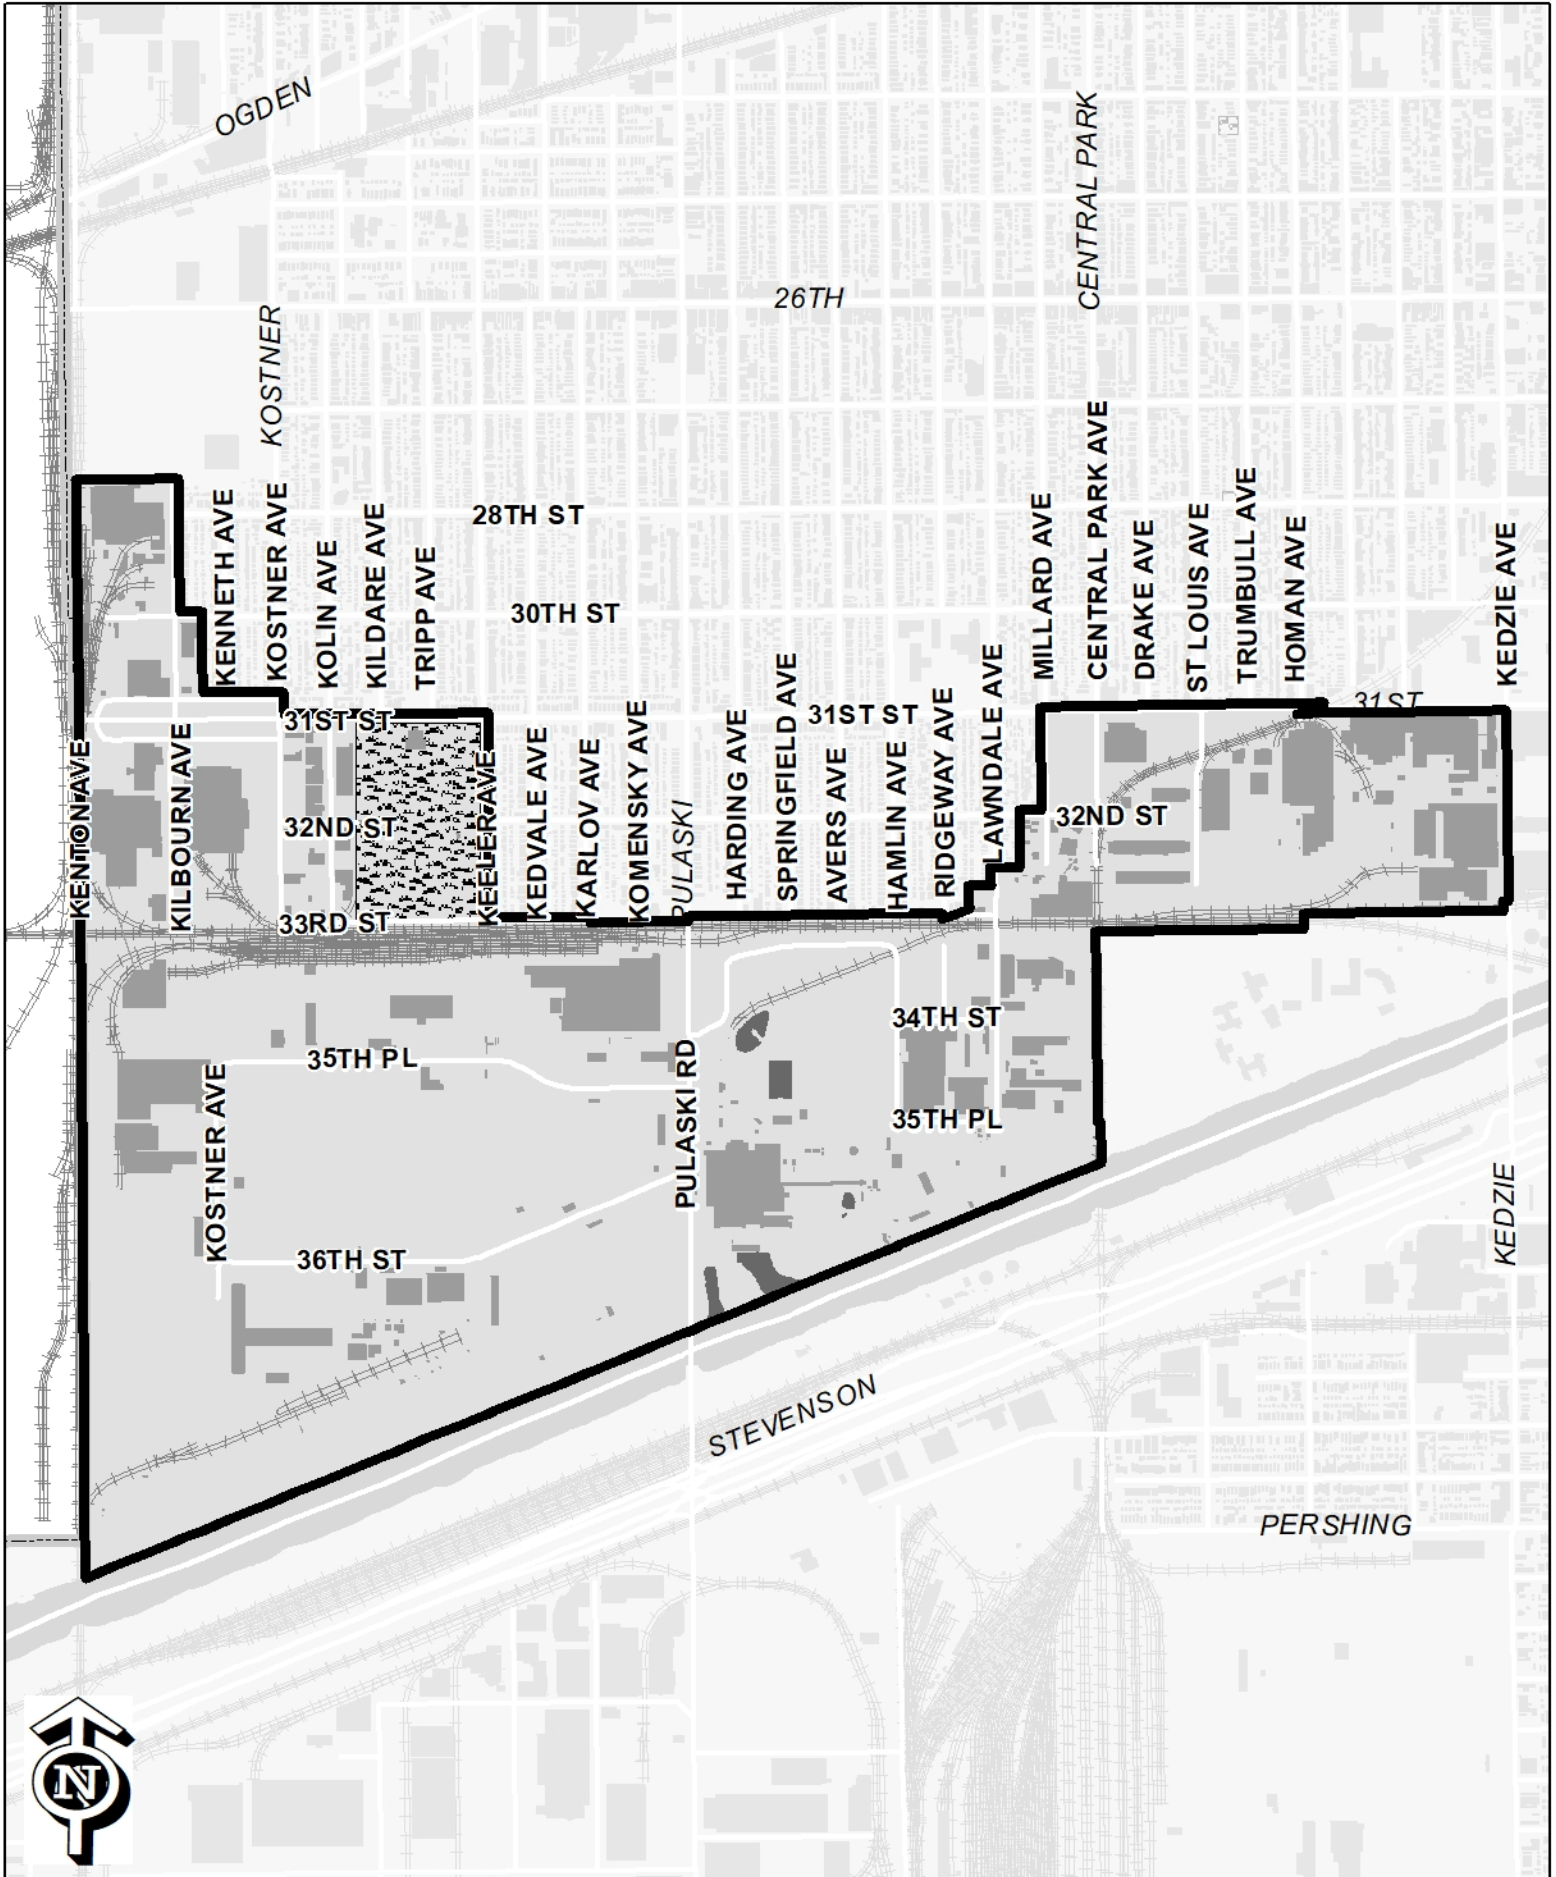 OGDEN
CENTRAL PARK
26TH
KOSTNER
28TH ST
30TH ST
KENNETH AVE
KOSTNER AVE
KOLIN AVE
KILDARE AVE
TRIPP AVE
MILLARD AVE
CENTRAL PARK AVE
DRAKE AVE
ST LOUIS AVE
TRUMBULL AVE
HOMAN AVE
KEDZIE AVE
31ST ST
31ST ST
31ST
KENTON AVE
KILBOURN AVE
32ND ST
KEELER AVE
KEDVALE AVE
KARLOV AVE
KOMENSKY AVE
PULASKI
HARDING AVE
SPRINGFIELD AVE
AVERS AVE
HAMLIN AVE
RIDGEWAY AVE
LAWNDALE AVE
32ND ST
33RD ST
34TH ST
35TH PL
KOSTNER AVE
PULASKI RD
35TH PL
36TH ST
KEDZIE
STEVENSON
PERSHING
N